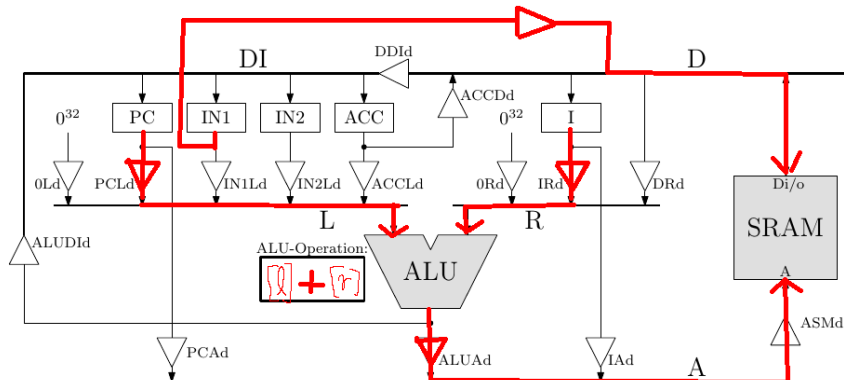 DI
DDId
D
ACCDd
0³²
PC
IN1
IN2
ACC
0³²
I
0Ld
PCLd
IN1Ld
IN2Ld
ACCLd
0Rd
IRd
DRd
Di/o
SRAM
A
L
R
ALUDId
ALU-Operation:
[l] + [r]
ALU
ASMd
PCAd
ALUAd
IAd
A